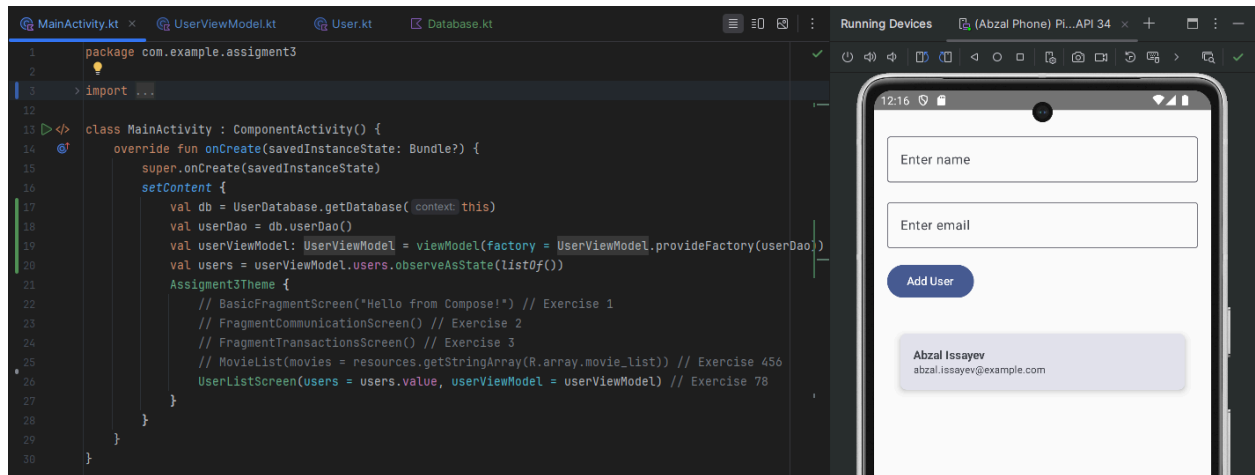 MainActivity.kt × UserViewModel.kt User.kt Database.kt
1 package com.example.assigment3
2
3 > import ...
12
13 class MainActivity : ComponentActivity() {
14 override fun onCreate(savedInstanceState: Bundle?) {
15 super.onCreate(savedInstanceState)
16 setContent {
17 val db = UserDatabase.getDatabase( context: this)
18 val userDao = db.userDao()
19 val userViewModel: UserViewModel = viewModel(factory = UserViewModel.provideFactory(userDao))
20 val users = userViewModel.users.observeAsState(listOf())
21 Assigment3Theme {
22 // BasicFragmentScreen("Hello from Compose!") // Exercise 1
23 // FragmentCommunicationScreen() // Exercise 2
24 // FragmentTransactionsScreen() // Exercise 3
25 // MovieList(movies = resources.getStringArray(R.array.movie_list)) // Exercise 456
26 UserListScreen(users = users.value, userViewModel = userViewModel) // Exercise 78
27 }
28 }
29 }
30 }
Running Devices (Abzal Phone) Pi...API 34 ×
12:16
Enter name
Enter email
Add User
Abzal Issayev
abzal.issayev@example.com